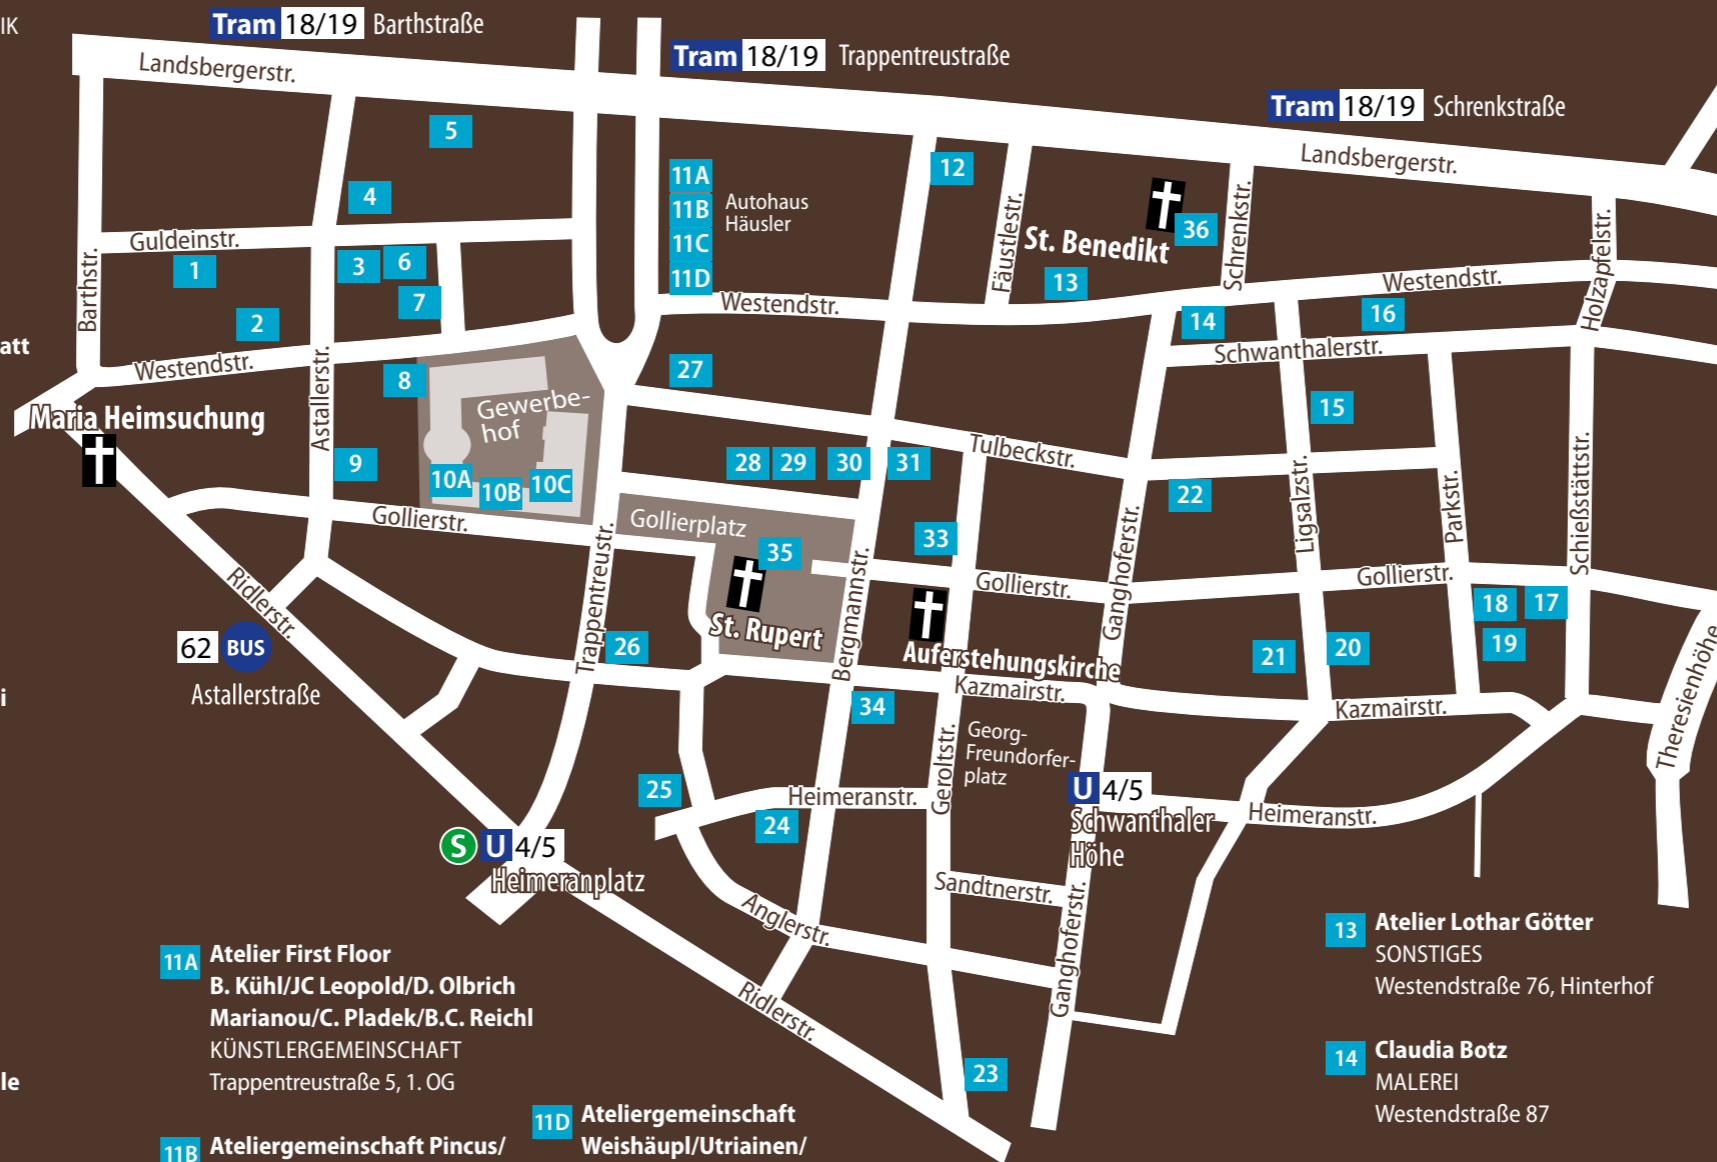 IK
Tram 18/19 Barthstraße
Tram 18/19 Trappentreustraße
Tram 18/19 Schrenkstraße
Landsbergerstr.
Landsbergerstr.
5
4
12
11A
11B
11C
11D
Autohaus
Häusler
36
St. Benedikt
Fäustlestr.
Schrenkstr.
Holzapfelstr.
Barthstr.
Guldeinstr.
1
3
6
7
2
13
14
16
Westendstr.
Westendstr.
Westendstr.
Schwanthalerstr.
att
Astallerstr.
8
27
15
Maria Heimsuchung
Gewerbe-
hof
9
10A
10B
10C
28
29
30
31
Tulbeckstr.
22
Ligsalzstr.
Parkstr.
Schießstättstr.
Gollierstr.
Gollierplatz
35
33
Gollierstr.
Gollierstr.
Ganghoferstr.
18
17
19
Ridlerstr.
Trappentreustr.
St. Rupert
Bergmannstr.
Auferstehungskirche
62 BUS
Astallerstraße
26
21
20
Kazmairstr.
Kazmairstr.
Theresienhöhe
i
34
Geroltstr.
Georg-
Freundorfer-
platz
25
Heimeranstr.
24
U 4/5
Schwanthaler
Höhe
Heimeranstr.
S U 4/5
Heimeranplatz
Sandtnerstr.
Anglerstr.
Ganghoferstr.
Ridlerstr.
23
le
11A Atelier First Floor
B. Kühl/JC Leopold/D. Olbrich
Marianou/C. Pladek/B.C. Reichl
KÜNSTLERGEMEINSCHAFT
Trappentreustraße 5, 1. OG
11B Ateliergemeinschaft Pincus/
11D Ateliergemeinschaft
Weishäupl/Utriainen/
13 Atelier Lothar Götter
SONSTIGES
Westendstraße 76, Hinterhof
14 Claudia Botz
MALEREI
Westendstraße 87